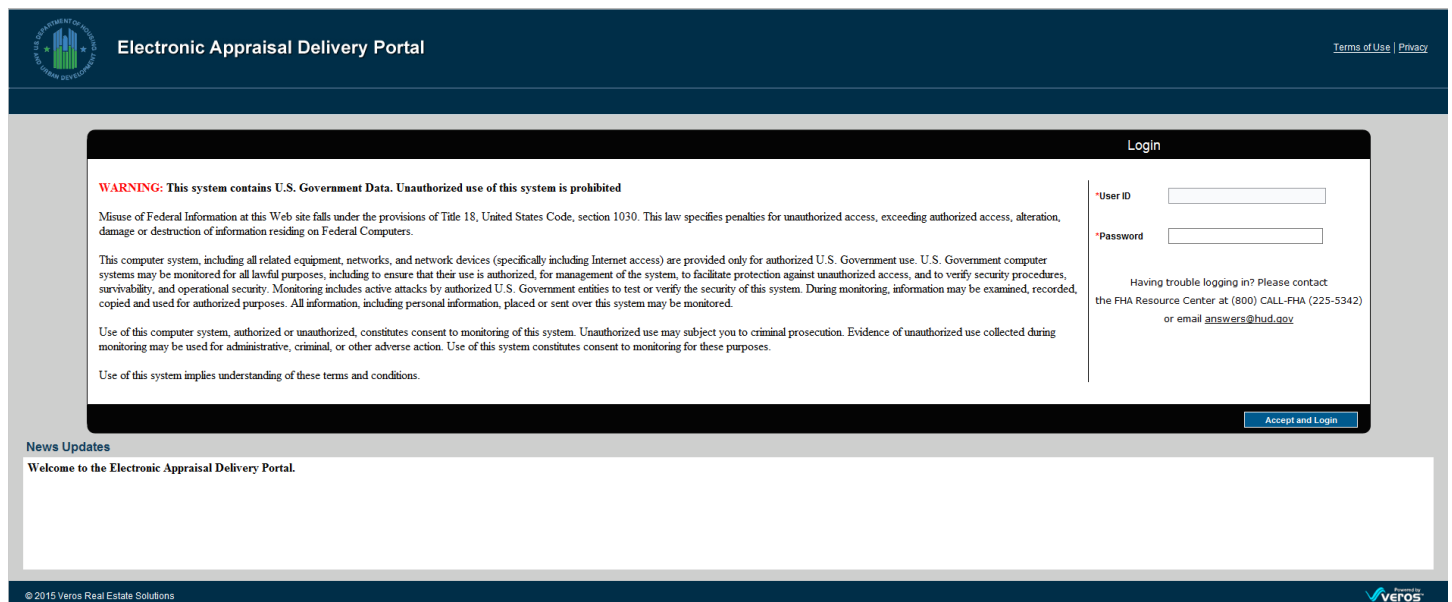 U.S. DEPARTMENT OF HOUSING
AND URBAN DEVELOPMENT
Electronic Appraisal Delivery Portal
Terms of Use | Privacy
Login
WARNING: This system contains U.S. Government Data. Unauthorized use of this system is prohibited
Misuse of Federal Information at this Web site falls under the provisions of Title 18, United States Code, section 1030. This law specifies penalties for unauthorized access, exceeding authorized access, alteration,
damage or destruction of information residing on Federal Computers.
This computer system, including all related equipment, networks, and network devices (specifically including Internet access) are provided only for authorized U.S. Government use. U.S. Government computer
systems may be monitored for all lawful purposes, including to ensure that their use is authorized, for management of the system, to facilitate protection against unauthorized access, and to verify security procedures,
survivability, and operational security. Monitoring includes active attacks by authorized U.S. Government entities to test or verify the security of this system. During monitoring, information may be examined, recorded,
copied and used for authorized purposes. All information, including personal information, placed or sent over this system may be monitored.
Use of this computer system, authorized or unauthorized, constitutes consent to monitoring of this system. Unauthorized use may subject you to criminal prosecution. Evidence of unauthorized use collected during
monitoring may be used for administrative, criminal, or other adverse action. Use of this system constitutes consent to monitoring for these purposes.
Use of this system implies understanding of these terms and conditions.
*User ID
*Password
Having trouble logging in? Please contact
the FHA Resource Center at (800) CALL-FHA (225-5342)
or email answers@hud.gov
Accept and Login
News Updates
Welcome to the Electronic Appraisal Delivery Portal.
© 2015 Veros Real Estate Solutions
Powered by
veros